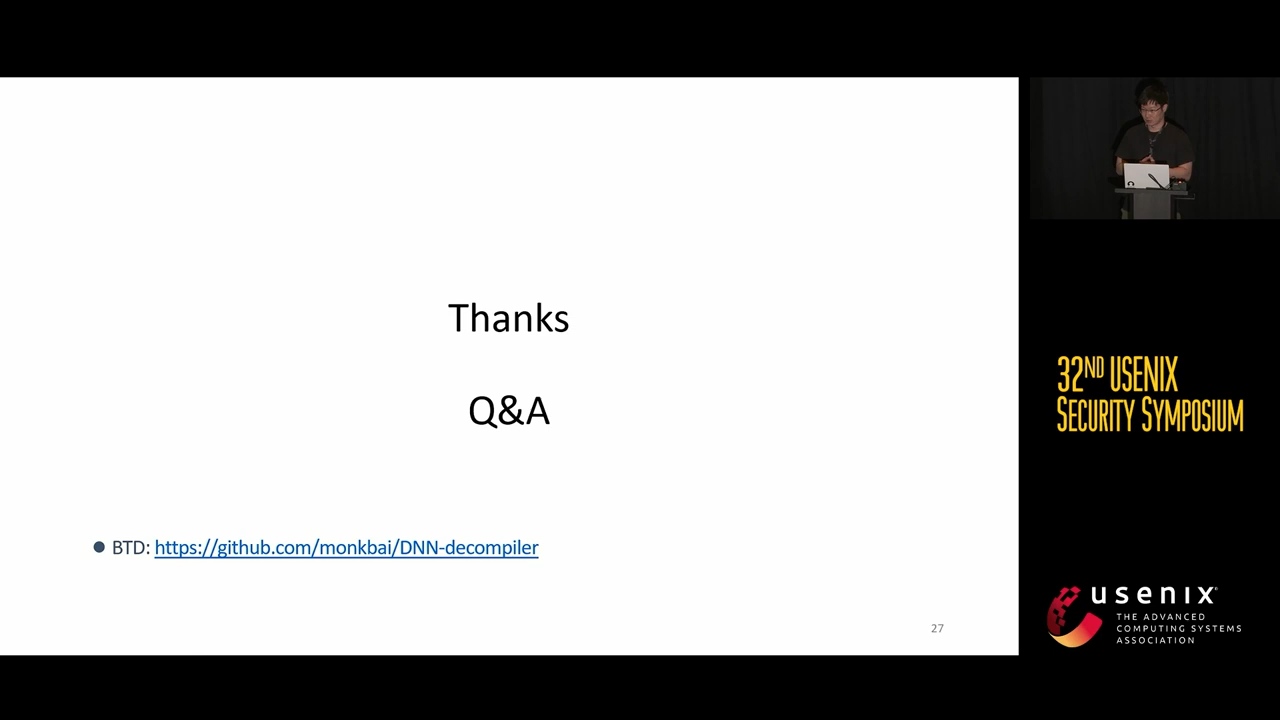 Thanks
Q&A
BTD: https://github.com/monkbai/DNN-decompiler
27
32ND USENIX
SECURITY SYMPOSIUM
usenix
THE ADVANCED
COMPUTING SYSTEMS
ASSOCIATION